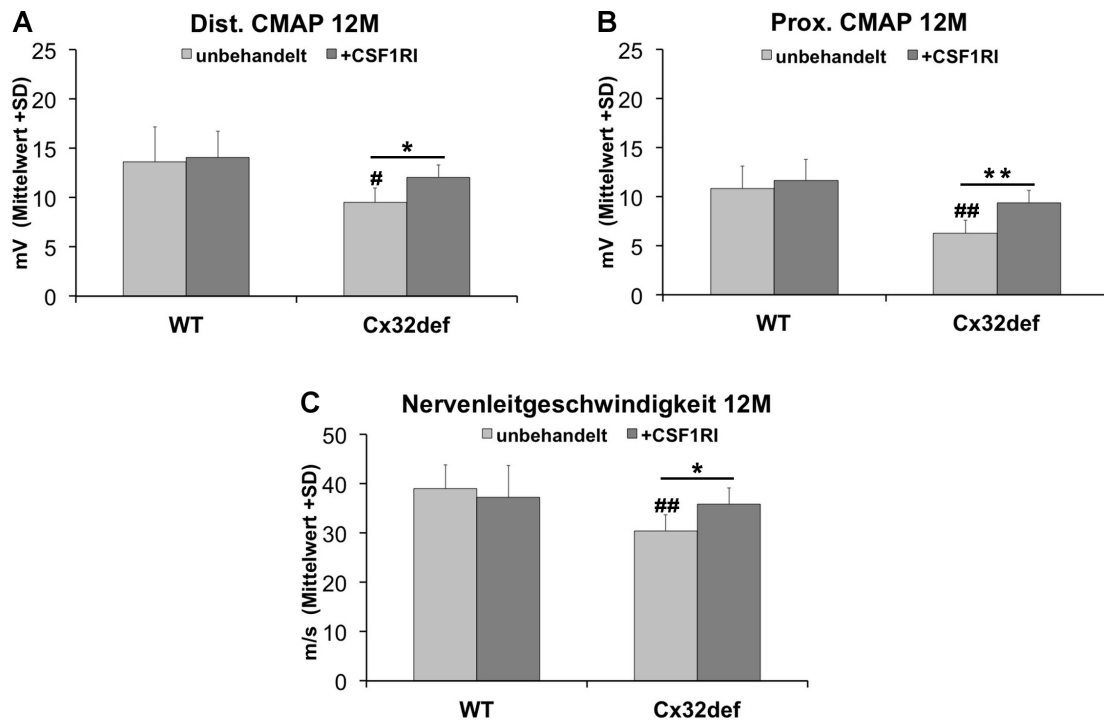 A
Dist. CMAP 12M
unbehandelt +CSF1RI
mV (Mittelwert +SD)
25
20
15
10
5
0
#
*
WT
Cx32def
B
Prox. CMAP 12M
unbehandelt +CSF1RI
mV (Mittelwert +SD)
25
20
15
10
5
0
##
**
WT
Cx32def
C
Nervenleitgeschwindigkeit 12M
unbehandelt +CSF1RI
m/s (Mittelwert +SD)
50
40
30
20
10
0
##
*
WT
Cx32def